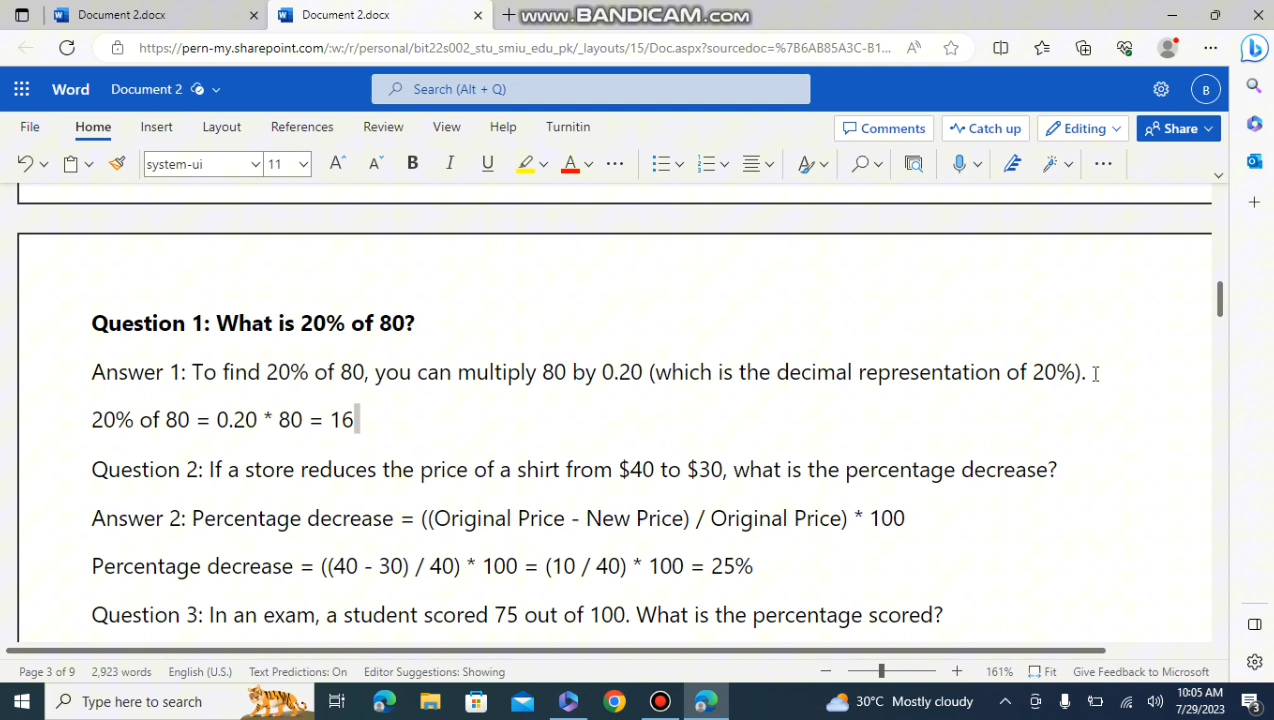 Document 2.docx
Document 2.docx
www.BANDICAM.com
https://pern-my.sharepoint.com/:w:/r/personal/bit22s002_stu_smiu_edu_pk/_layouts/15/Doc.aspx?sourcedoc=%7B6AB85A3C-B1...
Word
Document 2
Search (Alt + Q)
B
File
Home
Insert
Layout
References
Review
View
Help
Turnitin
Comments
Catch up
Editing
Share
system-ui
11
Question 1: What is 20% of 80?
Answer 1: To find 20% of 80, you can multiply 80 by 0.20 (which is the decimal representation of 20%).
20% of 80 = 0.20 * 80 = 16
Question 2: If a store reduces the price of a shirt from $40 to $30, what is the percentage decrease?
Answer 2: Percentage decrease = ((Original Price - New Price) / Original Price) * 100
Percentage decrease = ((40 - 30) / 40) * 100 = (10 / 40) * 100 = 25%
Question 3: In an exam, a student scored 75 out of 100. What is the percentage scored?
Page 3 of 9
2,923 words
English (U.S.)
Text Predictions: On
Editor Suggestions: Showing
161%
Fit
Give Feedback to Microsoft
Type here to search
30°C Mostly cloudy
10:05 AM
7/29/2023
3